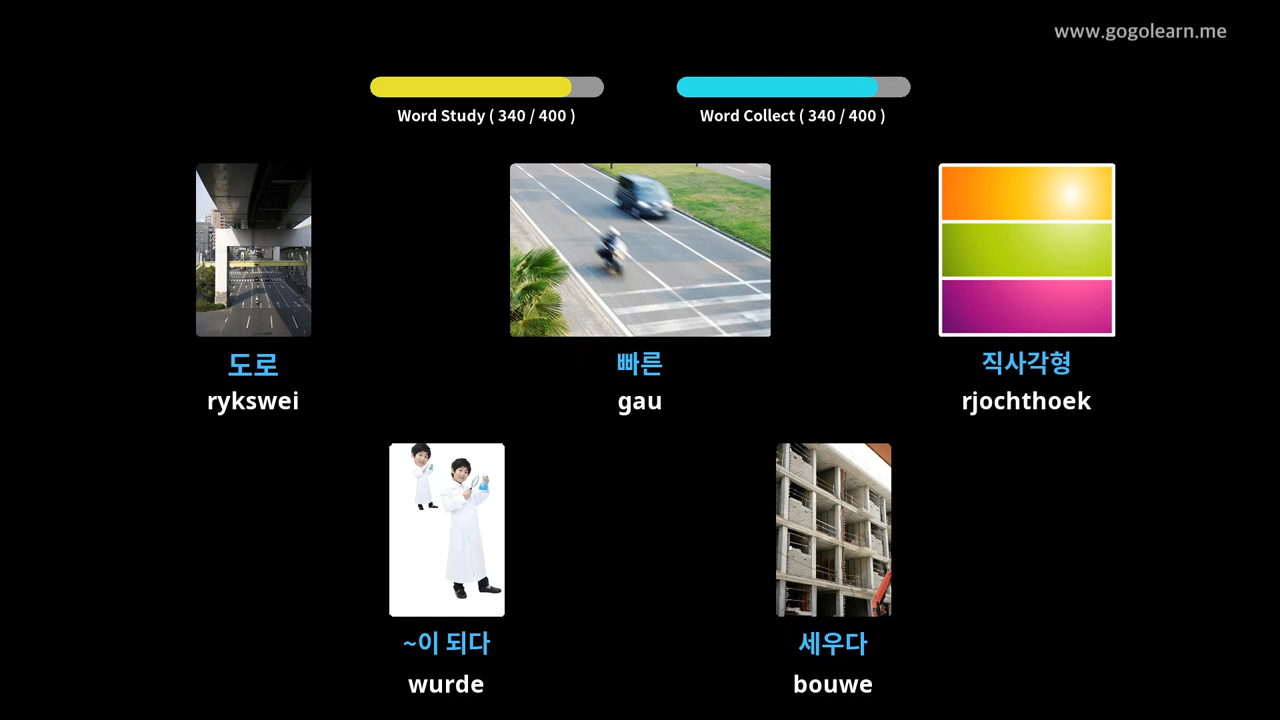 www.gogolearn.me
Word Study ( 340 / 400 )
Word Collect ( 340 / 400 )
도로
빠른
직사각형
rykswei
gau
rjochthoek
~이 되다
세우다
wurde
bouwe